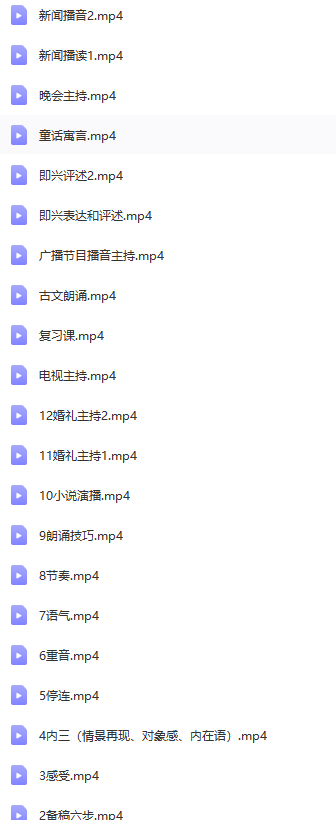 新闻播音2.mp4
新闻播读1.mp4
晚会主持.mp4
童话寓言.mp4
即兴评述2.mp4
即兴表达和评述.mp4
广播节目播音主持.mp4
古文朗诵.mp4
复习课.mp4
电视主持.mp4
12婚礼主持2.mp4
11婚礼主持1.mp4
10小说演播.mp4
9朗诵技巧.mp4
8节奏.mp4
7语气.mp4
6重音.mp4
5停连.mp4
4内三（情景再现、对象感、内在语）.mp4
3感受.mp4
2备稿六步.mp4